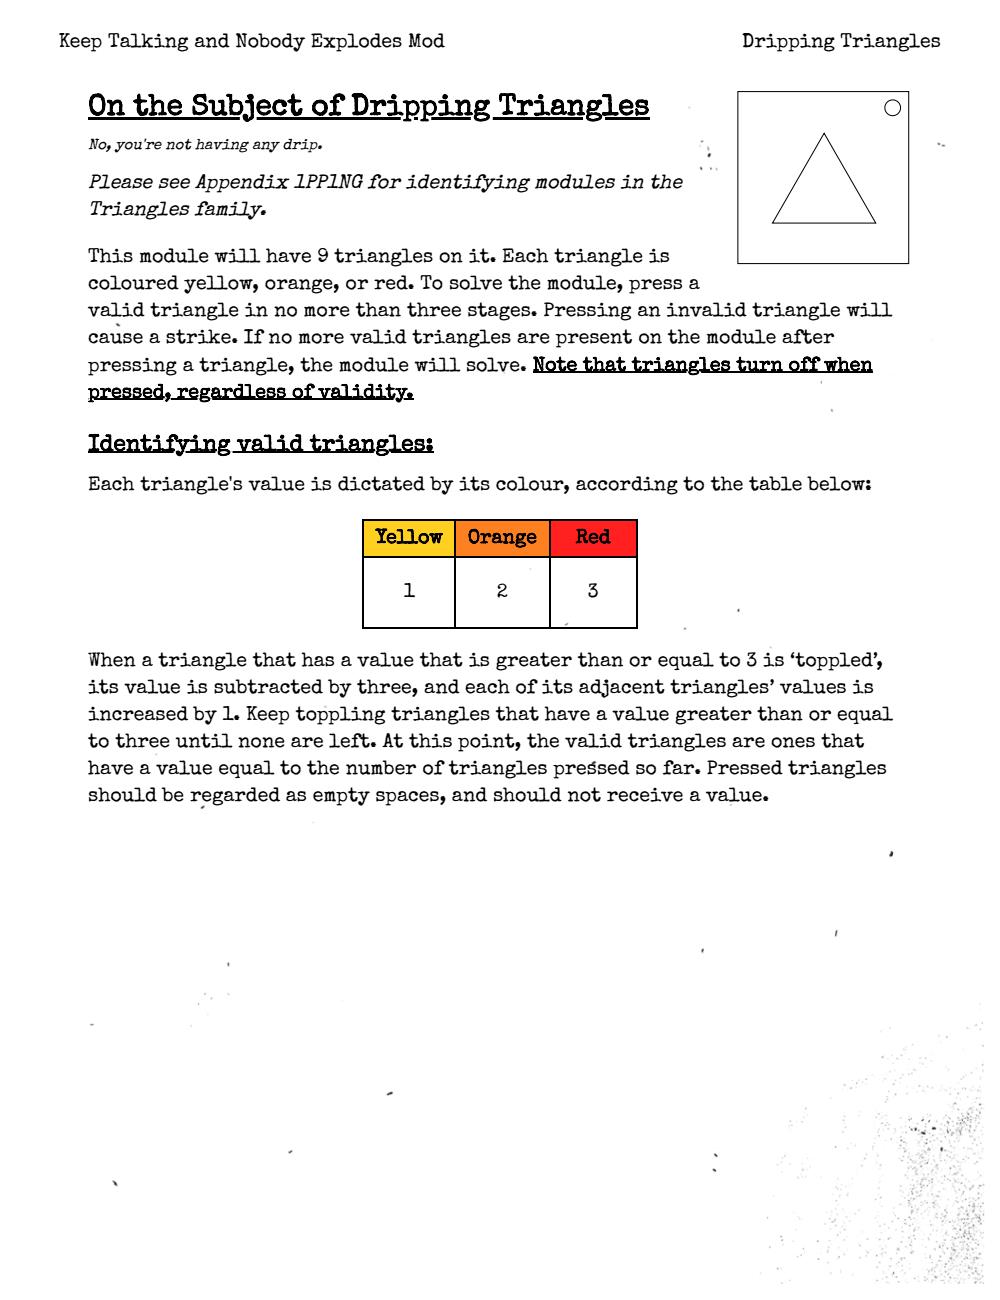 Keep Talking and Nobody Explodes Mod
Dripping Triangles
On the Subject of Dripping Triangles
No, you're not having any drip.
Please see Appendix 1PP1NG for identifying modules in the
Triangles family.
This module will have 9 triangles on it. Each triangle is
coloured yellow, orange, or red. To solve the module, press a
valid triangle in no more than three stages. Pressing an invalid triangle will
cause a strike. If no more valid triangles are present on the module after
pressing a triangle, the module will solve. Note that triangles turn off when
pressed, regardless of validity.
Identifying valid triangles:
Each triangle's value is dictated by its colour, according to the table below:
Yellow Orange Red
1 2 3
When a triangle that has a value that is greater than or equal to 3 is ‘toppled’,
its value is subtracted by three, and each of its adjacent triangles’ values is
increased by 1. Keep toppling triangles that have a value greater than or equal
to three until none are left. At this point, the valid triangles are ones that
have a value equal to the number of triangles pressed so far. Pressed triangles
should be regarded as empty spaces, and should not receive a value.